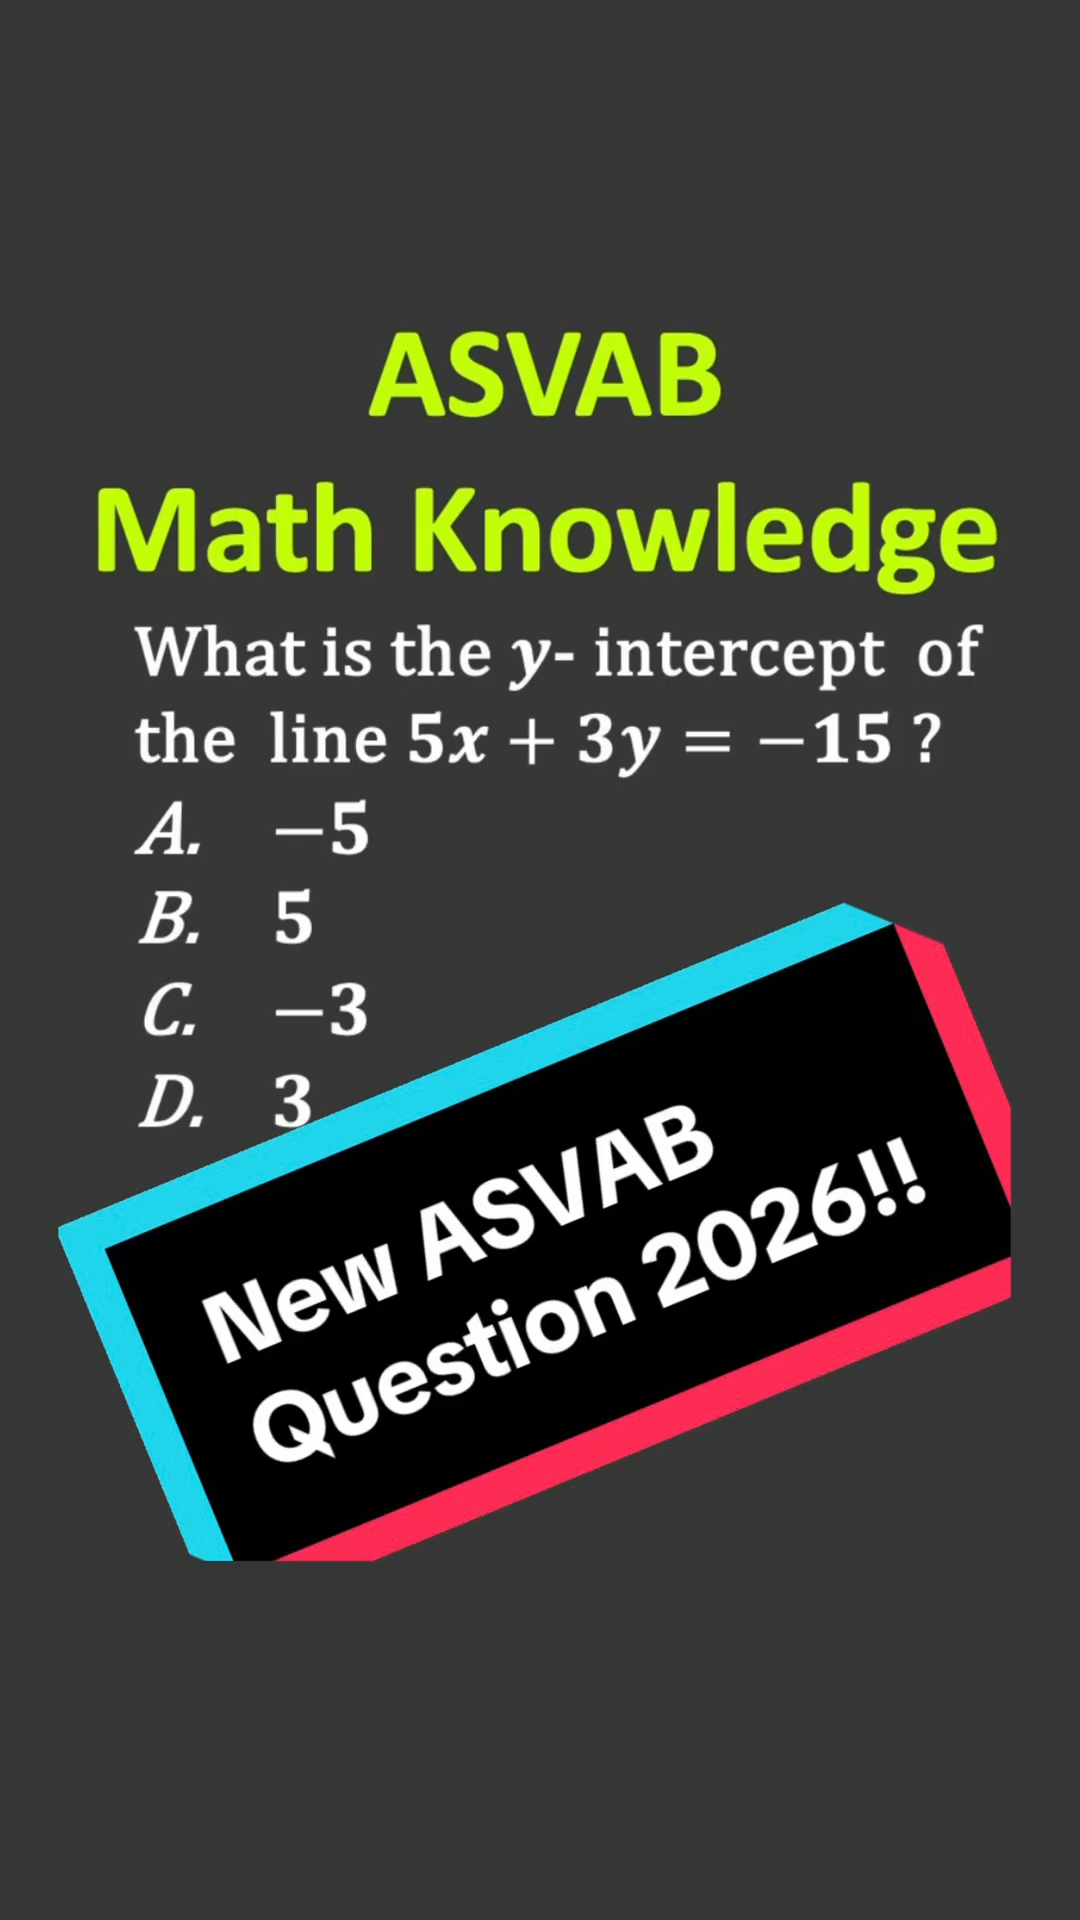 ASVAB
Math Knowledge
What is the y- intercept of
the line 5x + 3y = −15 ?
A. −5
B. 5
C. −3
D. 3
New ASVAB
Question 2026!!